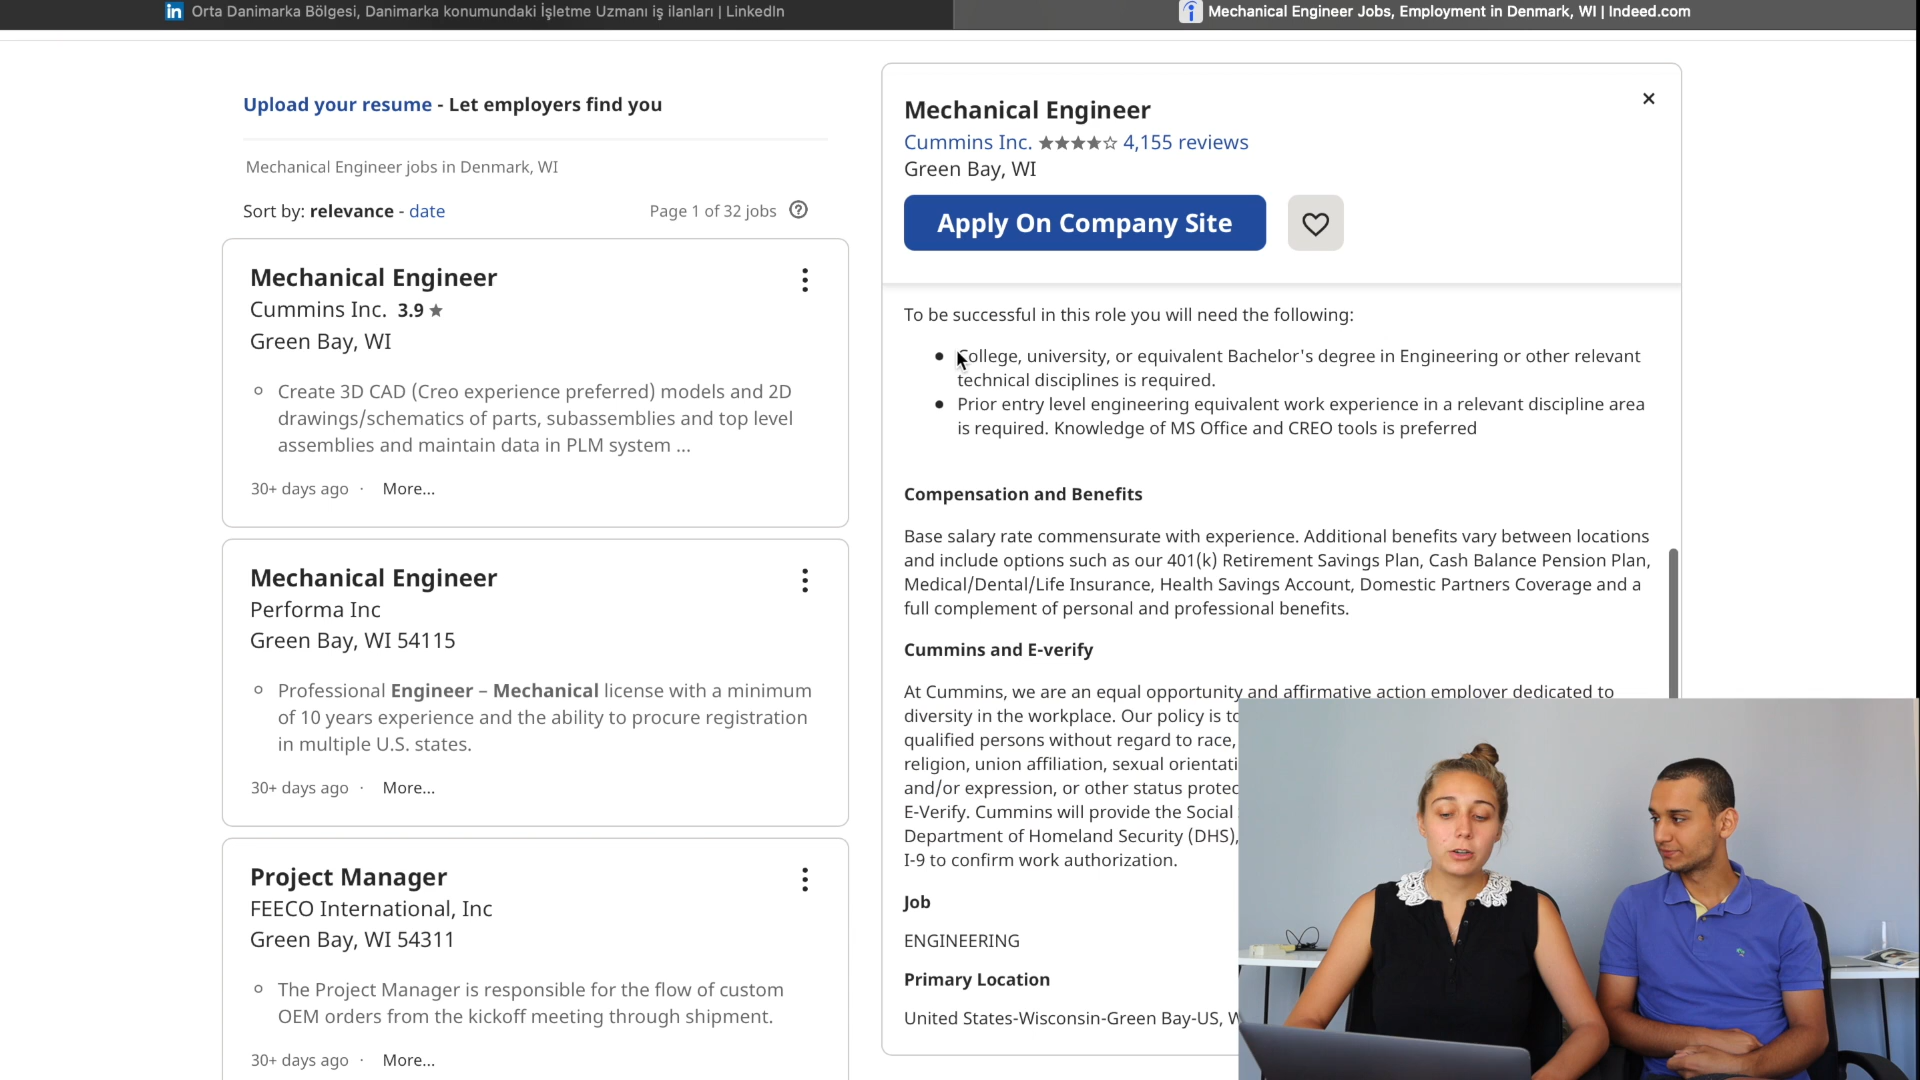 in Orta Danimarka Bölgesi, Danimarka konumundaki İşletme Uzmanı iş ilanları | LinkedIn
Mechanical Engineer Jobs, Employment in Denmark, WI | Indeed.com
Upload your resume - Let employers find you
Mechanical Engineer jobs in Denmark, WI
Sort by: relevance - date
Page 1 of 32 jobs ?
Mechanical Engineer
Cummins Inc. 3.9 ★
Green Bay, WI
Create 3D CAD (Creo experience preferred) models and 2D
drawings/schematics of parts, subassemblies and top level
assemblies and maintain data in PLM system ...
30+ days ago · More...
Mechanical Engineer
Performa Inc
Green Bay, WI 54115
Professional Engineer – Mechanical license with a minimum
of 10 years experience and the ability to procure registration
in multiple U.S. states.
30+ days ago · More...
Project Manager
FEECO International, Inc
Green Bay, WI 54311
The Project Manager is responsible for the flow of custom
OEM orders from the kickoff meeting through shipment.
30+ days ago · More...
Mechanical Engineer
Cummins Inc. ★★★★☆ 4,155 reviews
Green Bay, WI
Apply On Company Site
To be successful in this role you will need the following:
• College, university, or equivalent Bachelor's degree in Engineering or other relevant
technical disciplines is required.
• Prior entry level engineering equivalent work experience in a relevant discipline area
is required. Knowledge of MS Office and CREO tools is preferred
Compensation and Benefits
Base salary rate commensurate with experience. Additional benefits vary between locations
and include options such as our 401(k) Retirement Savings Plan, Cash Balance Pension Plan,
Medical/Dental/Life Insurance, Health Savings Account, Domestic Partners Coverage and a
full complement of personal and professional benefits.
Cummins and E-verify
At Cummins, we are an equal opportunity and affirmative action employer dedicated to
diversity in the workplace. Our policy is to
qualified persons without regard to race,
religion, union affiliation, sexual orientati
and/or expression, or other status protec
E-Verify. Cummins will provide the Social
Department of Homeland Security (DHS),
I-9 to confirm work authorization.
Job
ENGINEERING
Primary Location
United States-Wisconsin-Green Bay-US, W